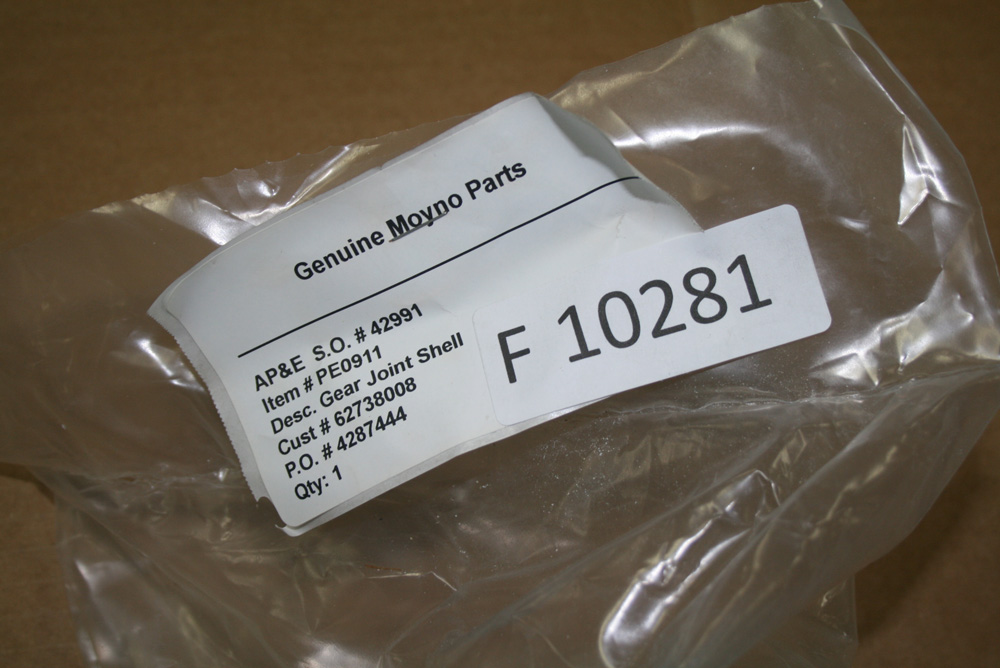 Genuine Moyno Parts
AP&E S.O. # 42991
Item # PE0911
Desc. Gear Joint Shell
Cust # 62738008
P.O. # 4287444
Qty: 1
F 10281